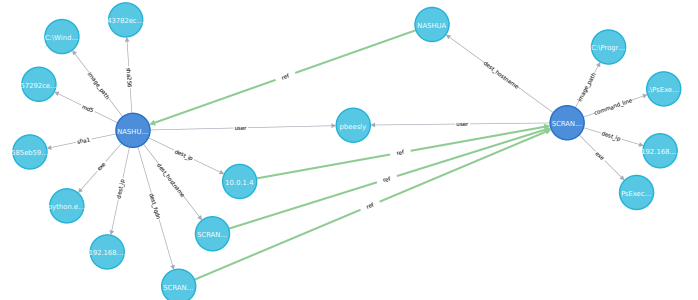 43782ec...
NASHUA
C:\Wind...
C:\Progr...
ref
image_path
sha256
dest_hostname
image_path
57292ce...
:\PsExe...
md5
command_line
NASHU...
user
pbeesly
user
SCRAN...
sha1
dest_ip
585eb59...
exe
dest_ip
ref
exe
192.168...
dest_hostname
ref
10.0.1.4
dest_ip
PsExec...
python.e...
dest_fqdn
ref
SCRAN...
192.168...
SCRAN...